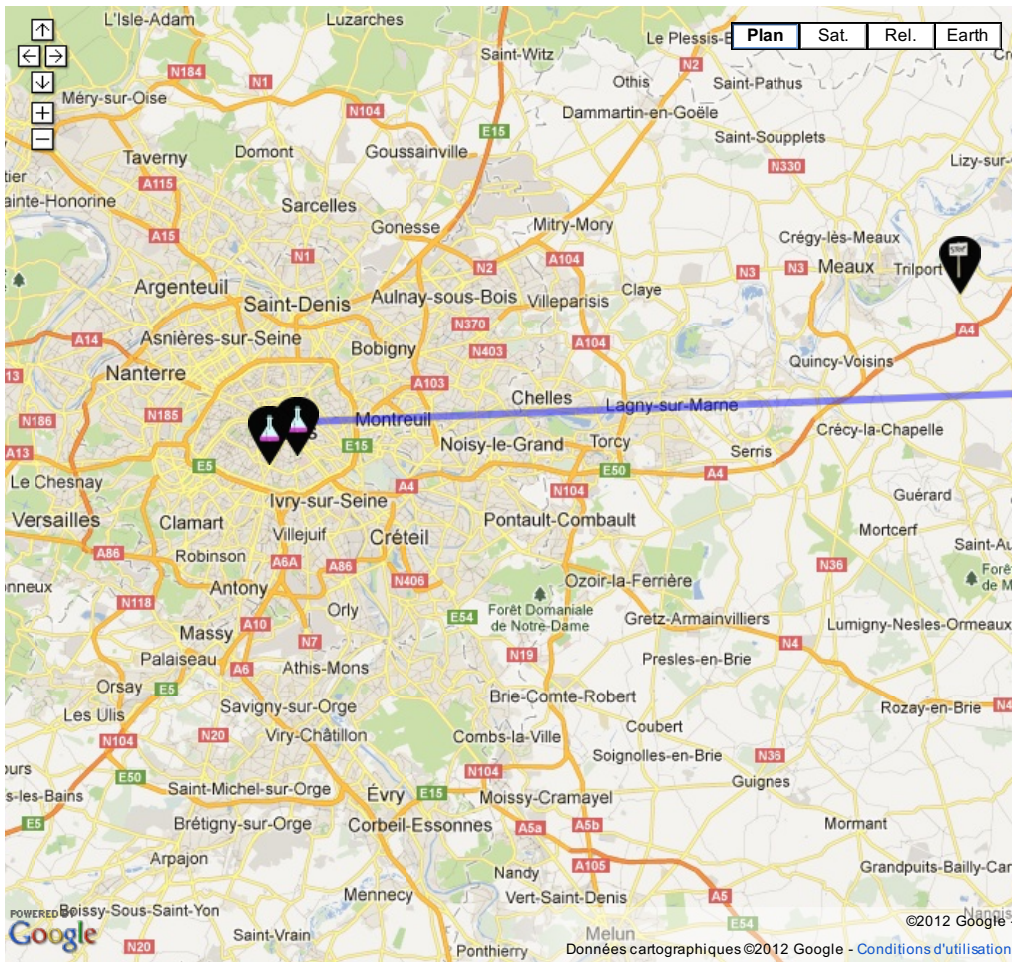 L'Isle-Adam
Luzarches
Saint-Witz
Plan Sat. Rel. Earth
N184
N1
N2
Othis
Saint-Pathus
Méry-sur-Oise
N104
Dammartin-en-Goële
E15
Saint-Soupplets
Taverny
Domont
Goussainville
N330
A115
Sarcelles
Gonesse
Mitry-Mory
A15
Crégy-lès-Meaux
N1
A104
N2
N3
N3
Meaux
Trilport
Argenteuil
Saint-Denis
Aulnay-sous-Bois
Villeparisis
Claye
N370
A4
A14
Asnières-sur-Seine
Bobigny
N403
A104
Quincy-Voisins
Nanterre
A103
Chelles
Lagny-sur-Marne
N186
N185
Montreuil
Crécy-la-Chapelle
E15
Noisy-le-Grand
Torcy
Serris
A13
E5
E50
A4
Le Chesnay
A4
N104
Guérard
Ivry-sur-Seine
Versailles
Clamart
Villejuif
Créteil
Pontault-Combault
Mortcerf
A86
Robinson
A6A
A86
N36
N406
Ozoir-la-Ferrière
Antony
N118
Orly
E54
Forêt Domaniale
de Notre-Dame
Gretz-Armainvilliers
Lumigny-Nesles-Ormeaux
A10
Massy
N7
N4
Palaiseau
A6
Athis-Mons
N19
Presles-en-Brie
Orsay
E5
Brie-Comte-Robert
Savigny-sur-Orge
Rozay-en-Brie
Les Ulis
Coubert
N104
N20
Viry-Châtillon
Combs-la-Ville
Soignolles-en-Brie
N36
E50
N104
Saint-Michel-sur-Orge
Évry
E15
Moissy-Cramayel
Guignes
E5
Brétigny-sur-Orge
Corbeil-Essonnes
A5a
A5b
Mormant
Arpajon
A105
Nandy
Mennecy
Vert-Saint-Denis
A5
POWERED BY
Google
Boissy-Sous-Saint-Yon
E54
©2012 Google -
N20
Saint-Vrain
Melun
Ponthierry
Données cartographiques ©2012 Google - Conditions d'utilisation